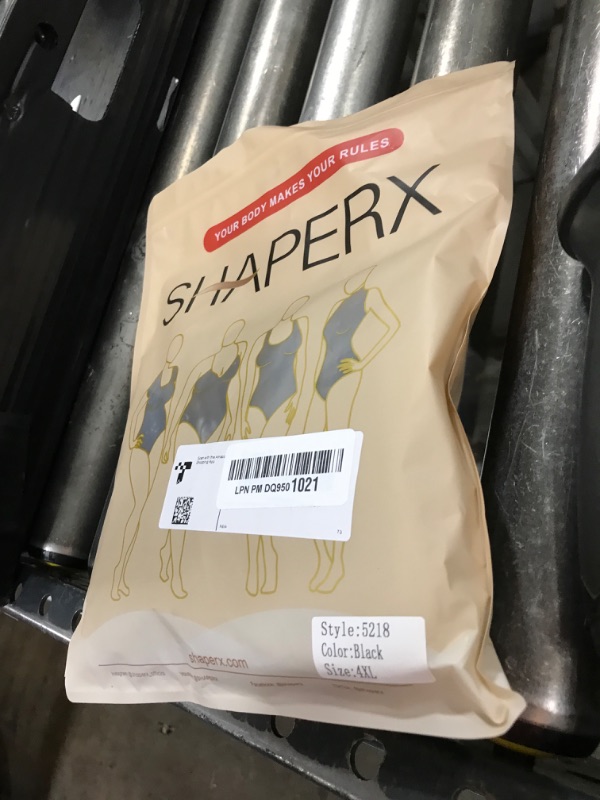 YOUR BODY MAKES YOUR RULES
SHAPERX
LPN PM DQ950 1021
Style:5218
Color:Black
Size:4XL
shaperx.com